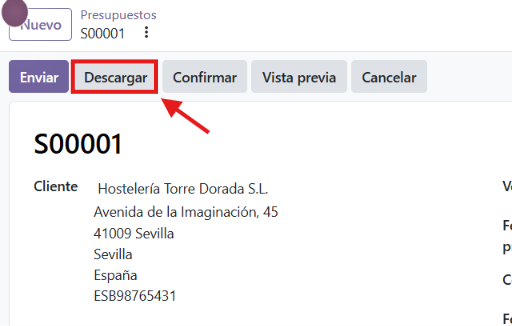 Nuevo
Presupuestos
S00001
Enviar Descargar Confirmar Vista previa Cancelar
S00001
Cliente Hostelería Torre Dorada S.L.
Avenida de la Imaginación, 45
41009 Sevilla
Sevilla
España
ESB98765431